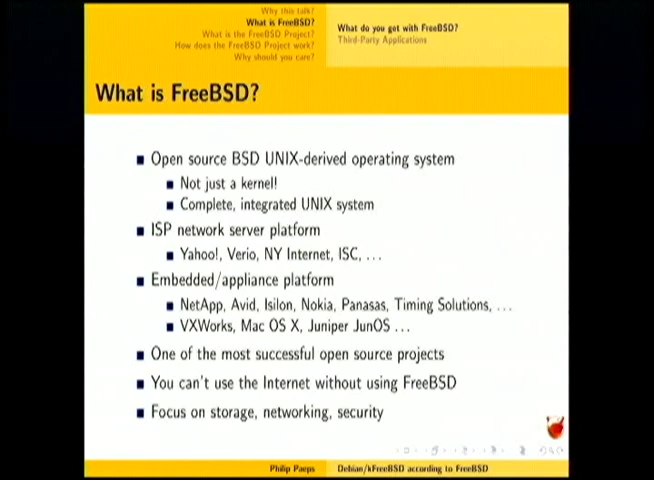 Why this talk?
What is FreeBSD?
What is the FreeBSD Project?
How does the FreeBSD Project work?
Why should you care?
What do you get with FreeBSD?
Third-Party Applications
What is FreeBSD?
Open source BSD UNIX-derived operating system
Not just a kernel!
Complete, integrated UNIX system
ISP network server platform
Yahoo!, Verio, NY Internet, ISC, ...
Embedded/appliance platform
NetApp, Avid, Isilon, Nokia, Panasas, Timing Solutions, ...
VXWorks, Mac OS X, Juniper JunOS ...
One of the most successful open source projects
You can't use the Internet without using FreeBSD
Focus on storage, networking, security
Philip Paeps Debian/kFreeBSD according to FreeBSD